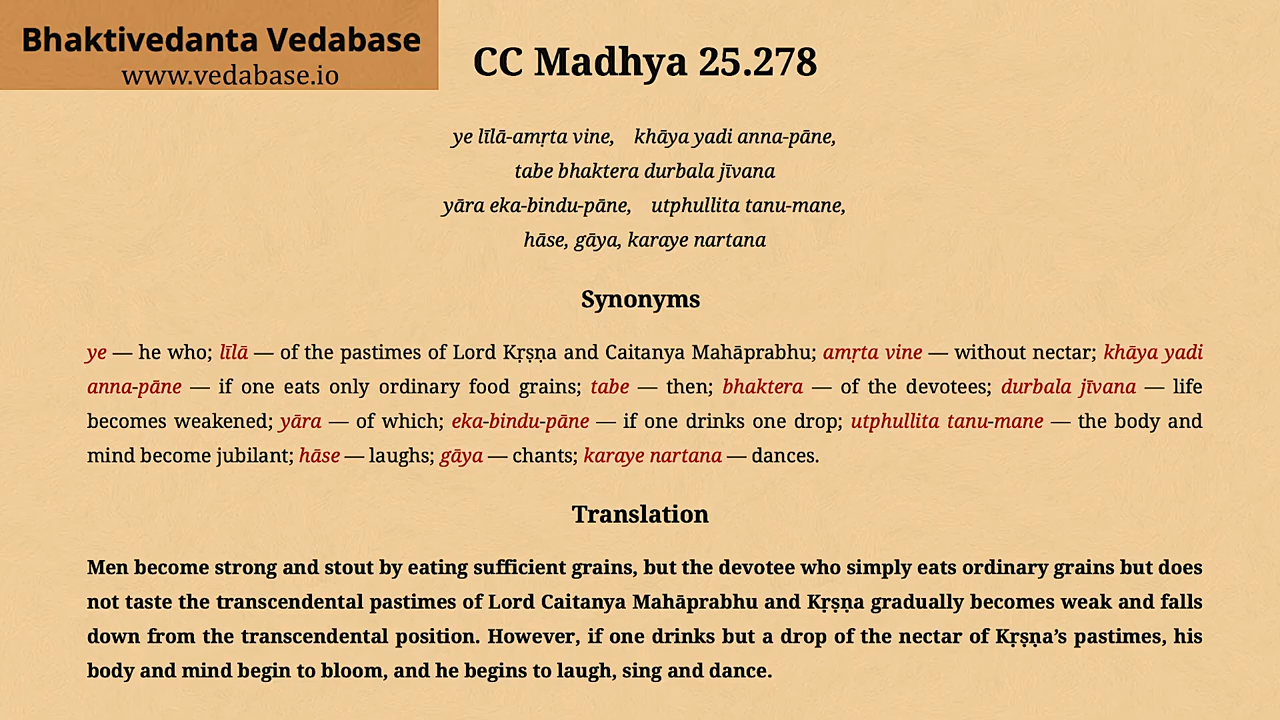 Bhaktivedanta Vedabase
www.vedabase.io
CC Madhya 25.278
ye līlā-amṛta vine, khāya yadi anna-pāne,
tabe bhaktera durbala jīvana
yāra eka-bindu-pāne, utphullita tanu-mane,
hāse, gāya, karaye nartana
Synonyms
ye — he who; līlā — of the pastimes of Lord Kṛṣṇa and Caitanya Mahāprabhu; amṛta vine — without nectar; khāya yadi
anna-pāne — if one eats only ordinary food grains; tabe — then; bhaktera — of the devotees; durbala jīvana — life
becomes weakened; yāra — of which; eka-bindu-pāne — if one drinks one drop; utphullita tanu-mane — the body and
mind become jubilant; hāse — laughs; gāya — chants; karaye nartana — dances.
Translation
Men become strong and stout by eating sufficient grains, but the devotee who simply eats ordinary grains but does
not taste the transcendental pastimes of Lord Caitanya Mahāprabhu and Kṛṣṇa gradually becomes weak and falls
down from the transcendental position. However, if one drinks but a drop of the nectar of Kṛṣṇa’s pastimes, his
body and mind begin to bloom, and he begins to laugh, sing and dance.